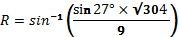 R = sin⁻¹ (sin 27° × √304 / 9)